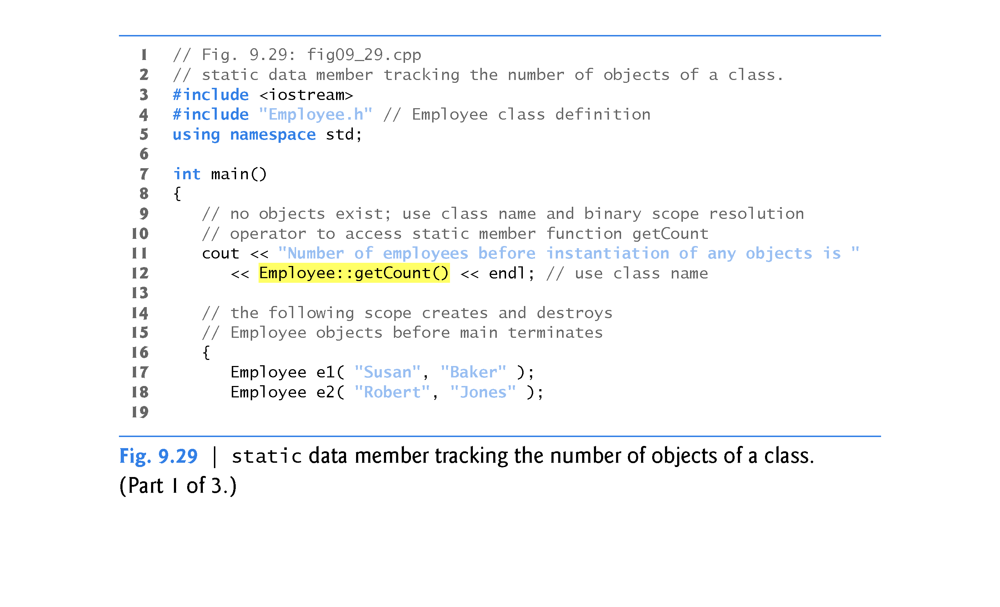 1 // Fig. 9.29: fig09_29.cpp
2 // static data member tracking the number of objects of a class.
3 #include <iostream>
4 #include "Employee.h" // Employee class definition
5 using namespace std;
6
7 int main()
8 {
9    // no objects exist; use class name and binary scope resolution
10    // operator to access static member function getCount
11    cout << "Number of employees before instantiation of any objects is "
12       << Employee::getCount() << endl; // use class name
13
14    // the following scope creates and destroys
15    // Employee objects before main terminates
16    {
17       Employee e1( "Susan", "Baker" );
18       Employee e2( "Robert", "Jones" );
19
Fig. 9.29 | static data member tracking the number of objects of a class.
(Part 1 of 3.)